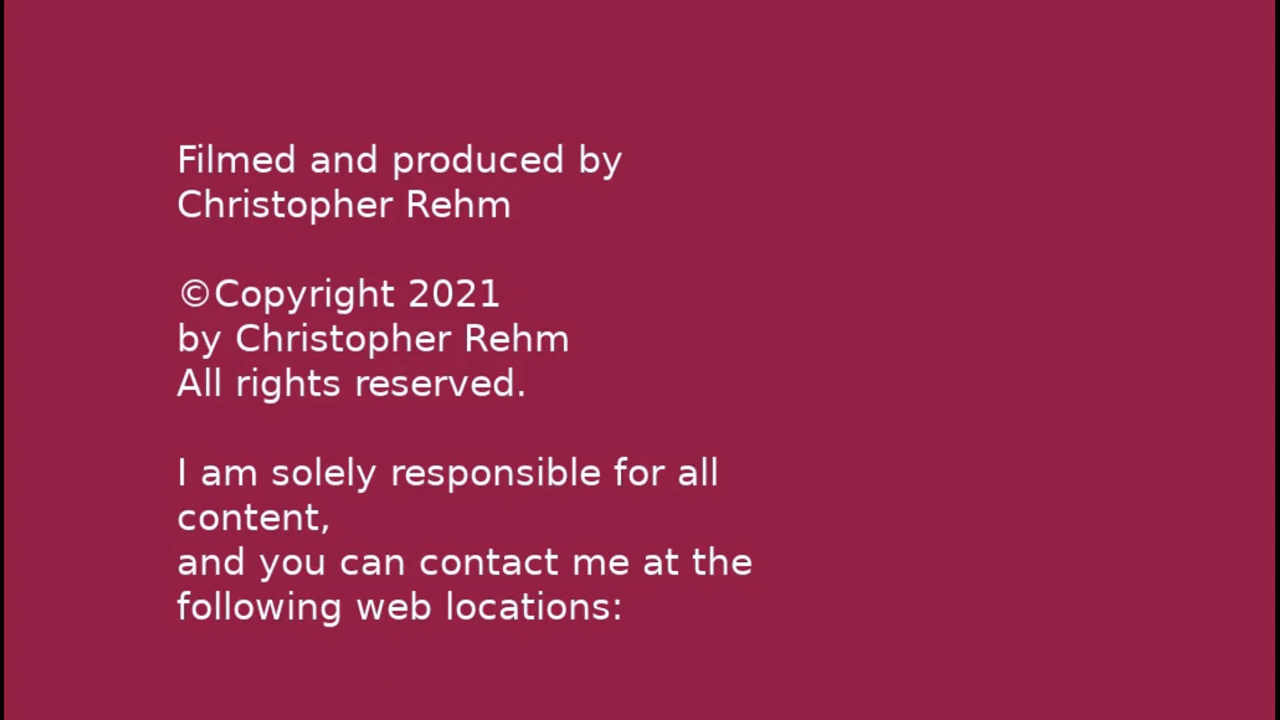 Filmed and produced by
Christopher Rehm
©Copyright 2021
by Christopher Rehm
All rights reserved.
I am solely responsible for all
content,
and you can contact me at the
following web locations: